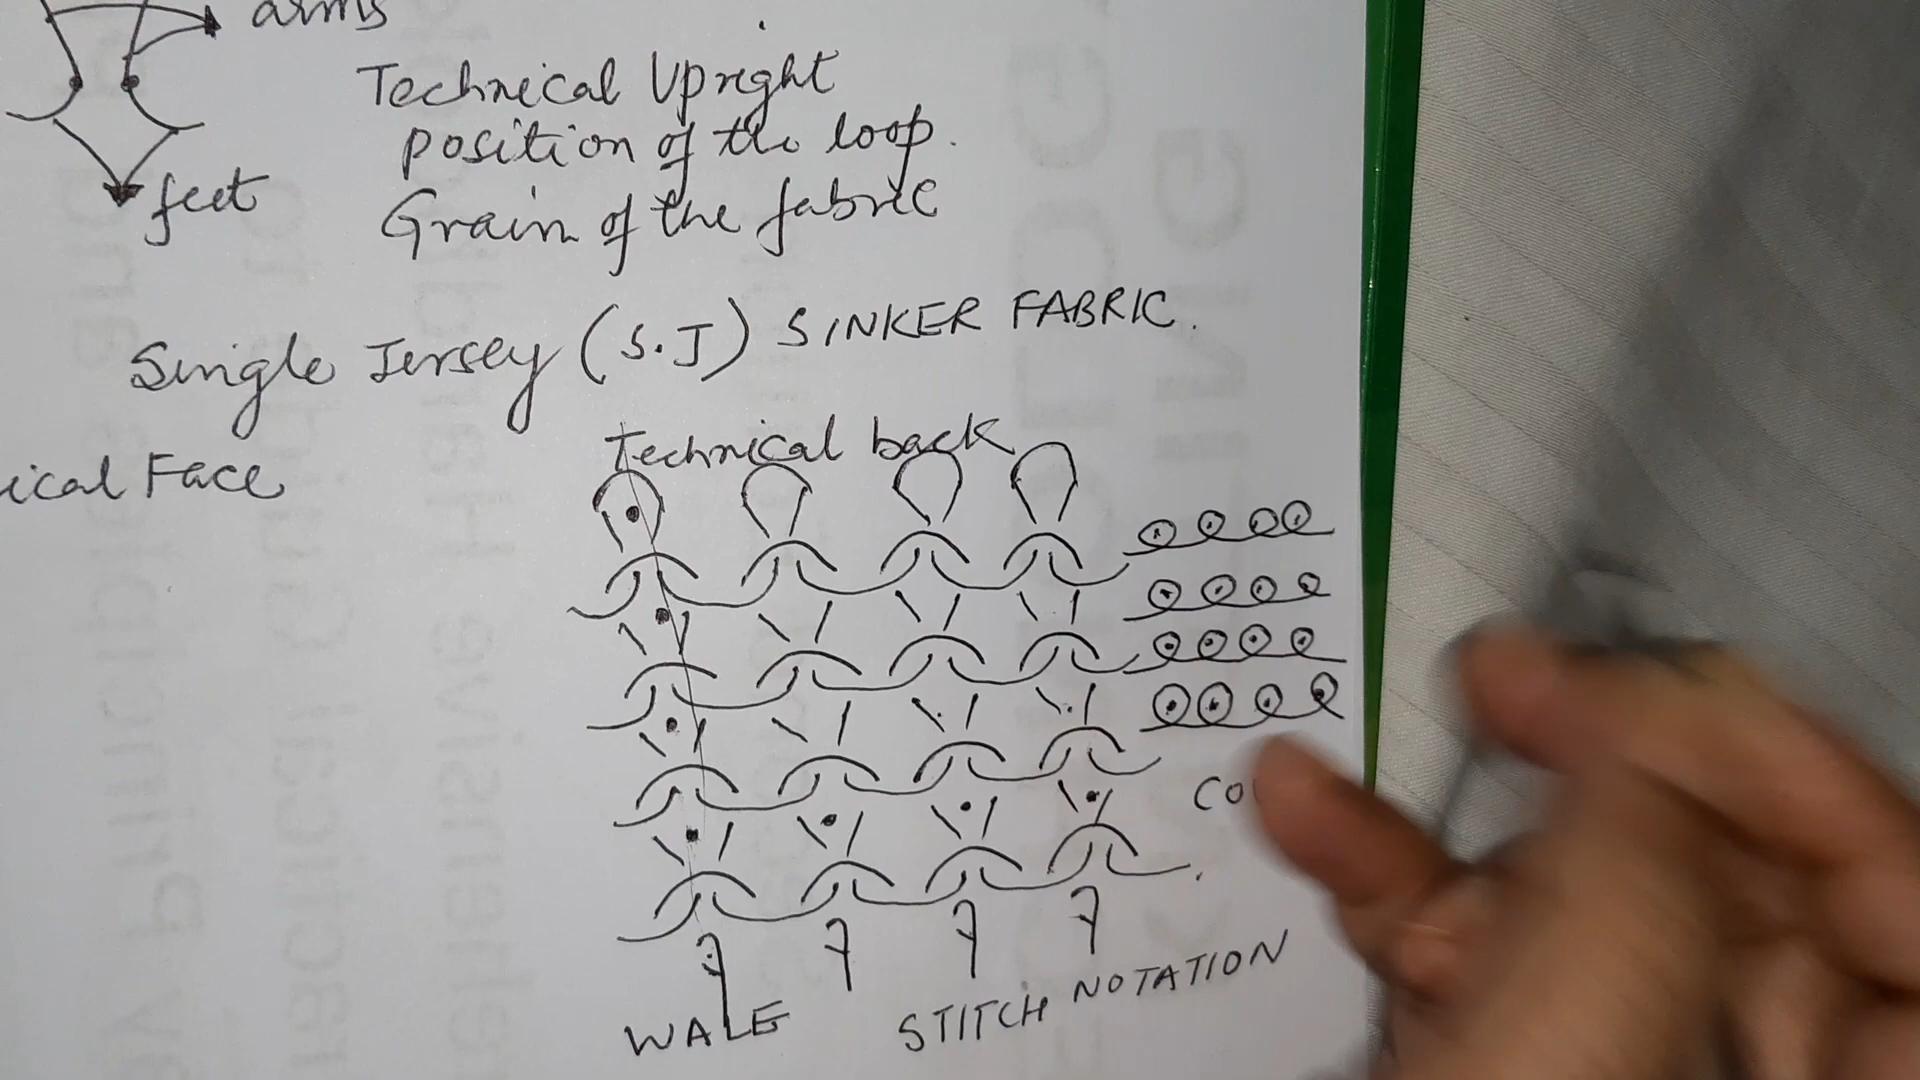 arms
Technical Upright
position of the loop.
feet
Grain of the fabric
Single Jersey (S.J) SINKER FABRIC.
Technical back
ical Face
CO
WALE
STITCH NOTATION